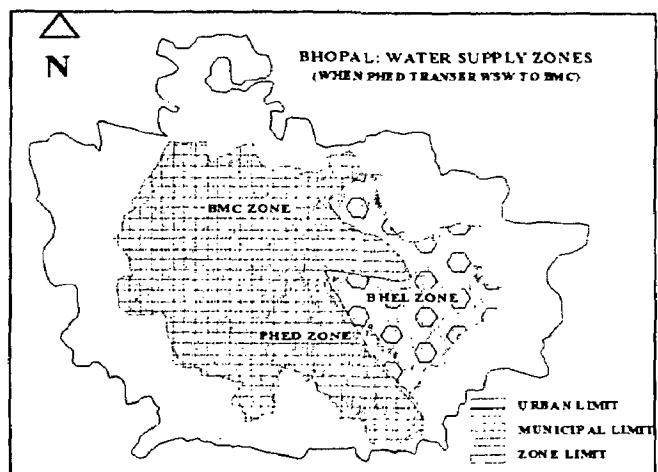 N
BHOPAL: WATER SUPPLY ZONES
(WHEN PHED TRANSER WSW TO BMC)
BMC ZONE
BHEL ZONE
PHED ZONE
URBAN LIMIT
MUNICIPAL LIMIT
ZONE LIMIT